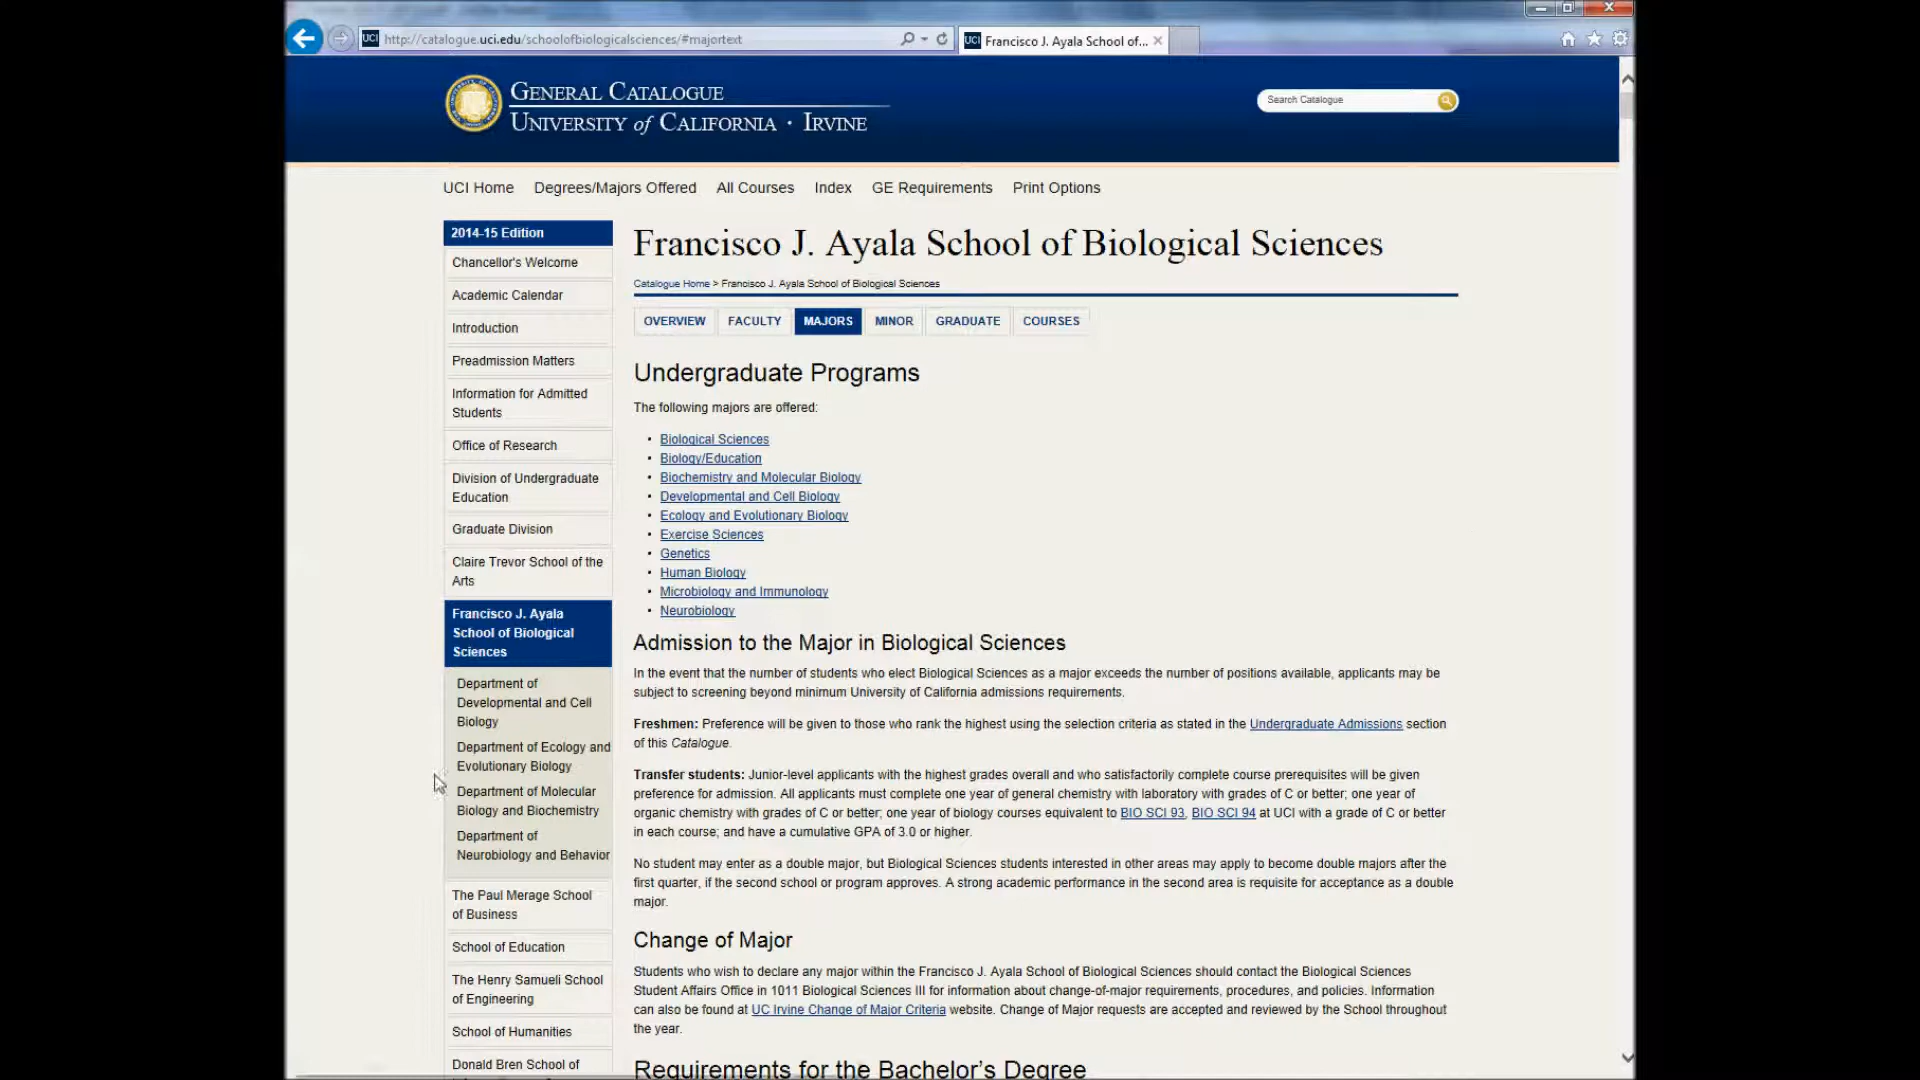 UCI http://catalogue.uci.edu/schoolofbiologicalsciences/#majortext
UCI Francisco J. Ayala School of...
GENERAL CATALOGUE
UNIVERSITY of CALIFORNIA · IRVINE
Search Catalogue
UCI Home Degrees/Majors Offered All Courses Index GE Requirements Print Options
2014-15 Edition
Chancellor's Welcome
Academic Calendar
Introduction
Preadmission Matters
Information for Admitted
Students
Office of Research
Division of Undergraduate
Education
Graduate Division
Claire Trevor School of the
Arts
Francisco J. Ayala
School of Biological
Sciences
Department of
Developmental and Cell
Biology
Department of Ecology and
Evolutionary Biology
Department of Molecular
Biology and Biochemistry
Department of
Neurobiology and Behavior
The Paul Merage School
of Business
School of Education
The Henry Samueli School
of Engineering
School of Humanities
Donald Bren School of
Francisco J. Ayala School of Biological Sciences
Catalogue Home > Francisco J. Ayala School of Biological Sciences
OVERVIEW FACULTY MAJORS MINOR GRADUATE COURSES
Undergraduate Programs
The following majors are offered:
• Biological Sciences
• Biology/Education
• Biochemistry and Molecular Biology
• Developmental and Cell Biology
• Ecology and Evolutionary Biology
• Exercise Sciences
• Genetics
• Human Biology
• Microbiology and Immunology
• Neurobiology
Admission to the Major in Biological Sciences
In the event that the number of students who elect Biological Sciences as a major exceeds the number of positions available, applicants may be
subject to screening beyond minimum University of California admissions requirements.
Freshmen: Preference will be given to those who rank the highest using the selection criteria as stated in the Undergraduate Admissions section
of this Catalogue.
Transfer students: Junior-level applicants with the highest grades overall and who satisfactorily complete course prerequisites will be given
preference for admission. All applicants must complete one year of general chemistry with laboratory with grades of C or better; one year of
organic chemistry with grades of C or better; one year of biology courses equivalent to BIO SCI 93, BIO SCI 94 at UCI with a grade of C or better
in each course; and have a cumulative GPA of 3.0 or higher.
No student may enter as a double major, but Biological Sciences students interested in other areas may apply to become double majors after the
first quarter, if the second school or program approves. A strong academic performance in the second area is requisite for acceptance as a double
major.
Change of Major
Students who wish to declare any major within the Francisco J. Ayala School of Biological Sciences should contact the Biological Sciences
Student Affairs Office in 1011 Biological Sciences III for information about change-of-major requirements, procedures, and policies. Information
can also be found at UC Irvine Change of Major Criteria website. Change of Major requests are accepted and reviewed by the School throughout
the year.
Requirements for the Bachelor's Degree